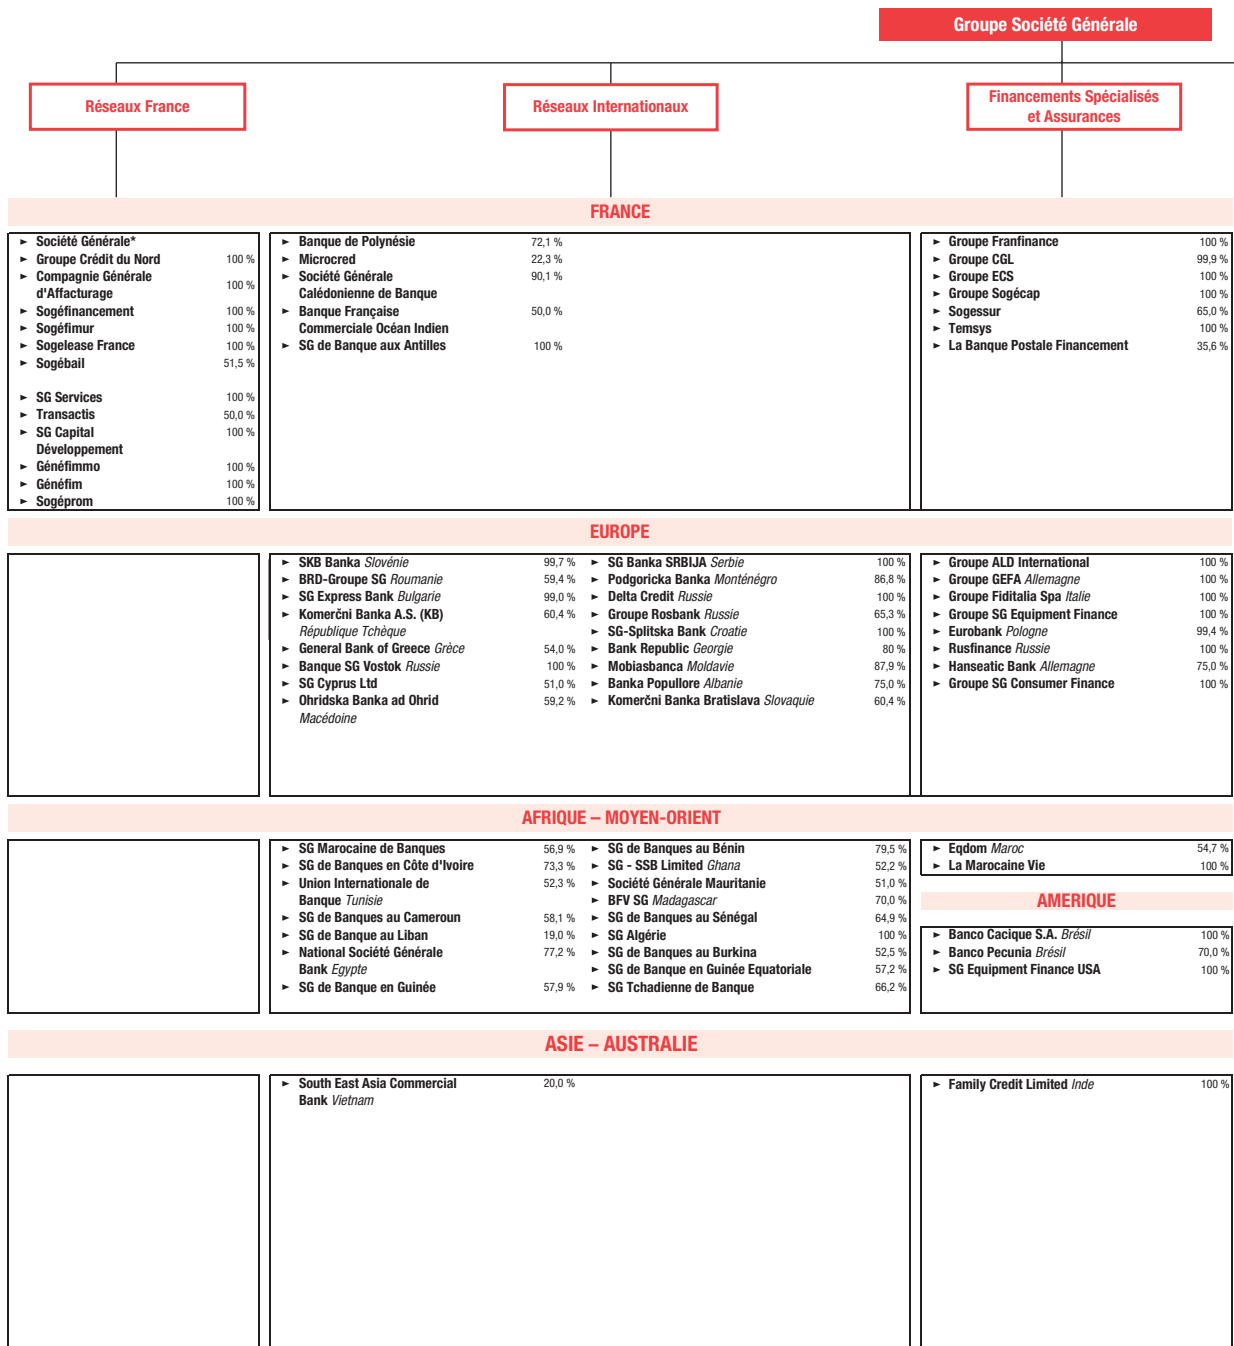 Groupe Société Générale
Réseaux France
Réseaux Internationaux
Financements Spécialisés
et Assurances
FRANCE
► Société Générale*
► Groupe Crédit du Nord 100 %
► Compagnie Générale
d'Affacturage 100 %
► Sogéfinancement 100 %
► Sogéfimur 100 %
► Sogelease France 100 %
► Sogébail 51,5 %
► SG Services 100 %
► Transactis 50,0 %
► SG Capital 100 %
Développement
► Généfimmo 100 %
► Généfim 100 %
► Sogéprom 100 %
► Banque de Polynésie 72,1 %
► Microcred 22,3 %
► Société Générale 90,1 %
Calédonienne de Banque
► Banque Française 50,0 %
Commerciale Océan Indien
► SG de Banque aux Antilles 100 %
► Groupe Franfinance 100 %
► Groupe CGL 99,9 %
► Groupe ECS 100 %
► Groupe Sogécap 100 %
► Sogessur 65,0 %
► Temsys 100 %
► La Banque Postale Financement 35,6 %
EUROPE
► SKB Banka Slovénie 99,7 %
► BRD-Groupe SG Roumanie 59,4 %
► SG Express Bank Bulgarie 99,0 %
► Komerčni Banka A.S. (KB) 60,4 %
République Tchèque
► General Bank of Greece Grèce 54,0 %
► Banque SG Vostok Russie 100 %
► SG Cyprus Ltd 51,0 %
► Ohridska Banka ad Ohrid 59,2 %
Macédoine
► SG Banka SRBIJA Serbie 100 %
► Podgoricka Banka Monténégro 86,8 %
► Delta Credit Russie 100 %
► Groupe Rosbank Russie 65,3 %
► SG-Splitska Bank Croatie 100 %
► Bank Republic Georgie 80 %
► Mobiasbanca Moldavie 87,9 %
► Banka Popullore Albanie 75,0 %
► Komerčni Banka Bratislava Slovaquie 60,4 %
► Groupe ALD International 100 %
► Groupe GEFA Allemagne 100 %
► Groupe Fiditalia Spa Italie 100 %
► Groupe SG Equipment Finance 100 %
► Eurobank Pologne 99,4 %
► Rusfinance Russie 100 %
► Hanseatic Bank Allemagne 75,0 %
► Groupe SG Consumer Finance 100 %
AFRIQUE – MOYEN-ORIENT
► SG Marocaine de Banques 56,9 %
► SG de Banques en Côte d'Ivoire 73,3 %
► Union Internationale de 52,3 %
Banque Tunisie
► SG de Banques au Cameroun 58,1 %
► SG de Banque au Liban 19,0 %
► National Société Générale 77,2 %
Bank Egypte
► SG de Banque en Guinée 57,9 %
► SG de Banques au Bénin 79,5 %
► SG - SSB Limited Ghana 52,2 %
► Société Générale Mauritanie 51,0 %
► BFV SG Madagascar 70,0 %
► SG de Banques au Sénégal 64,9 %
► SG Algérie 100 %
► SG de Banques au Burkina 52,5 %
► SG de Banque en Guinée Equatoriale 57,2 %
► SG Tchadienne de Banque 66,2 %
► Eqdom Maroc 54,7 %
► La Marocaine Vie 100 %
AMERIQUE
► Banco Cacique S.A. Brésil 100 %
► Banco Pecunia Brésil 70,0 %
► SG Equipment Finance USA 100 %
ASIE – AUSTRALIE
► South East Asia Commercial 20,0 %
Bank Vietnam
► Family Credit Limited Inde 100 %